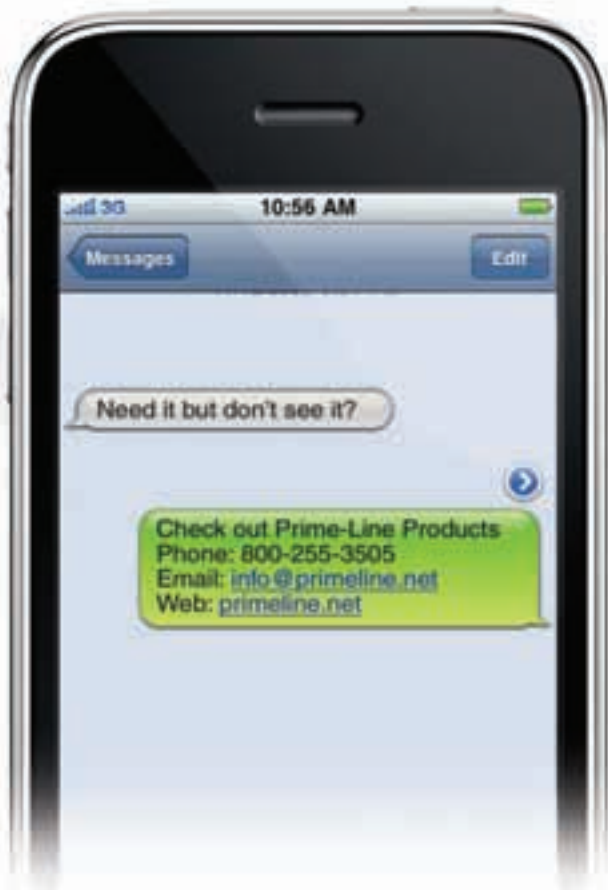 3G
10:56 AM
Messages
Edit
Need it but don't see it?
Check out Prime-Line Products
Phone: 800-255-3505
Email: info@primeline.net
Web: primeline.net